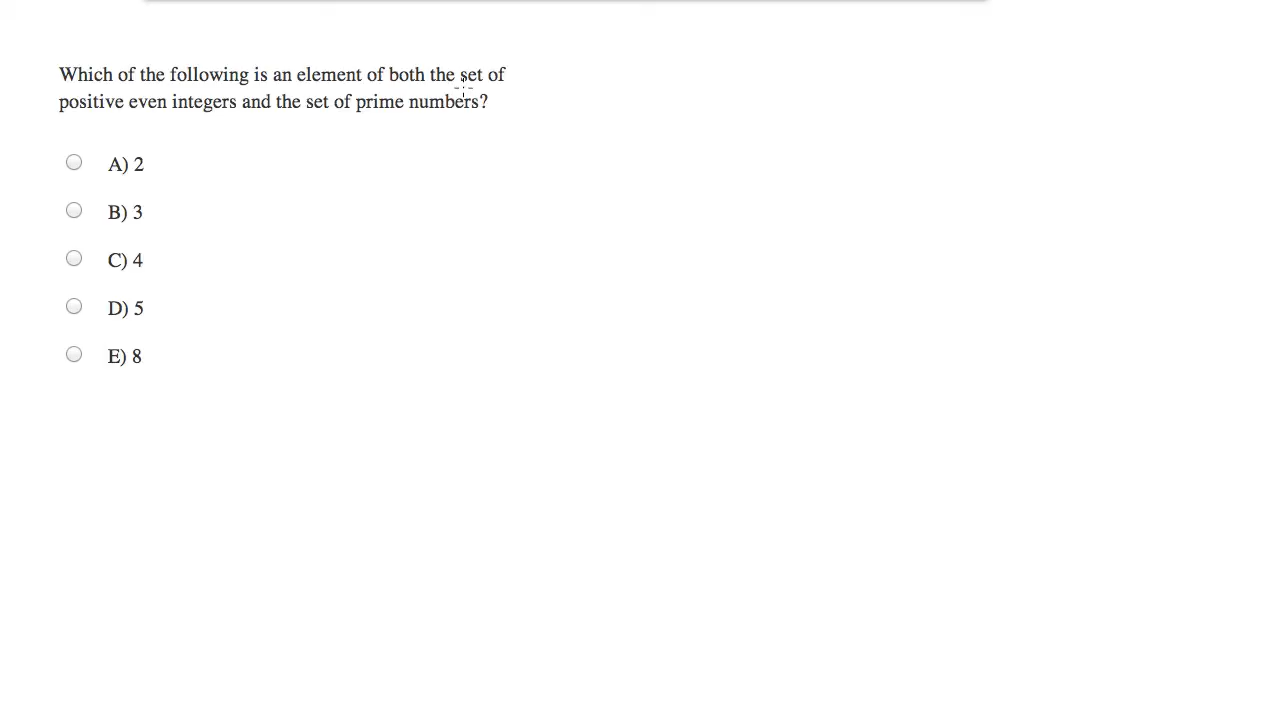 Which of the following is an element of both the set of
positive even integers and the set of prime numbers?
A) 2
B) 3
C) 4
D) 5
E) 8